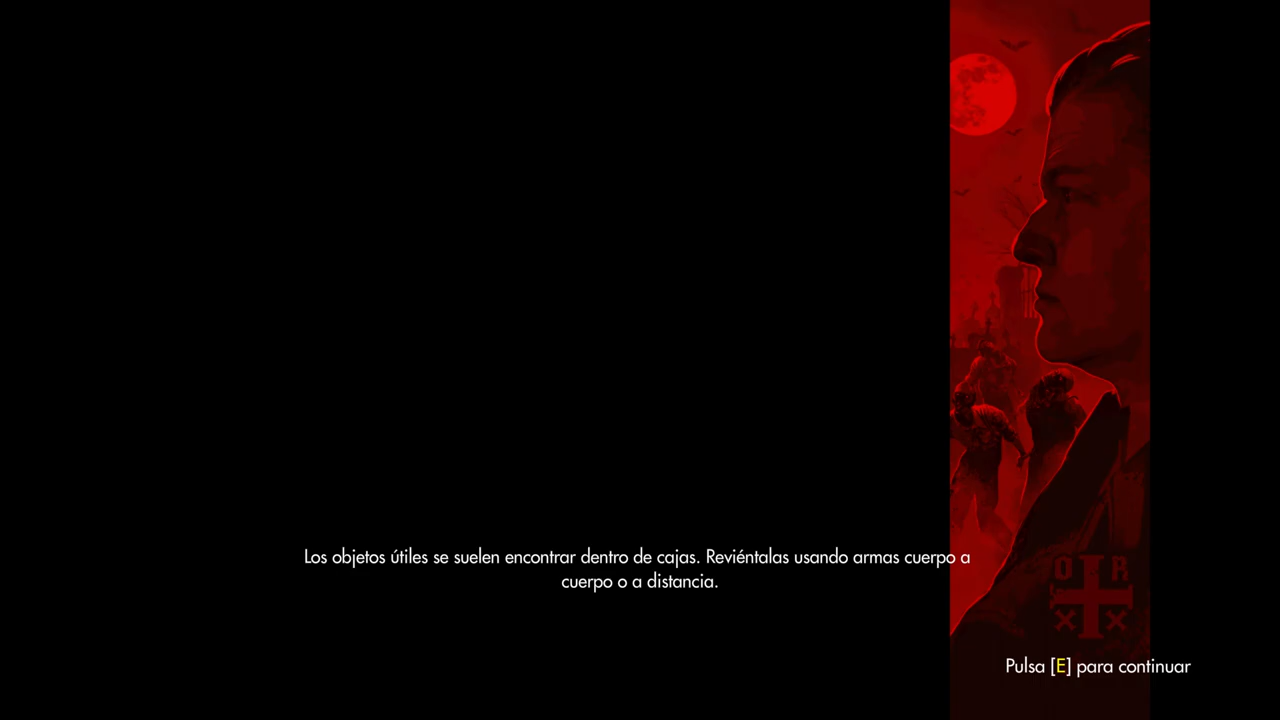 Los objetos útiles se suelen encontrar dentro de cajas. Reviéntalas usando armas cuerpo a
cuerpo o a distancia.
O R
X X
Pulsa [E] para continuar